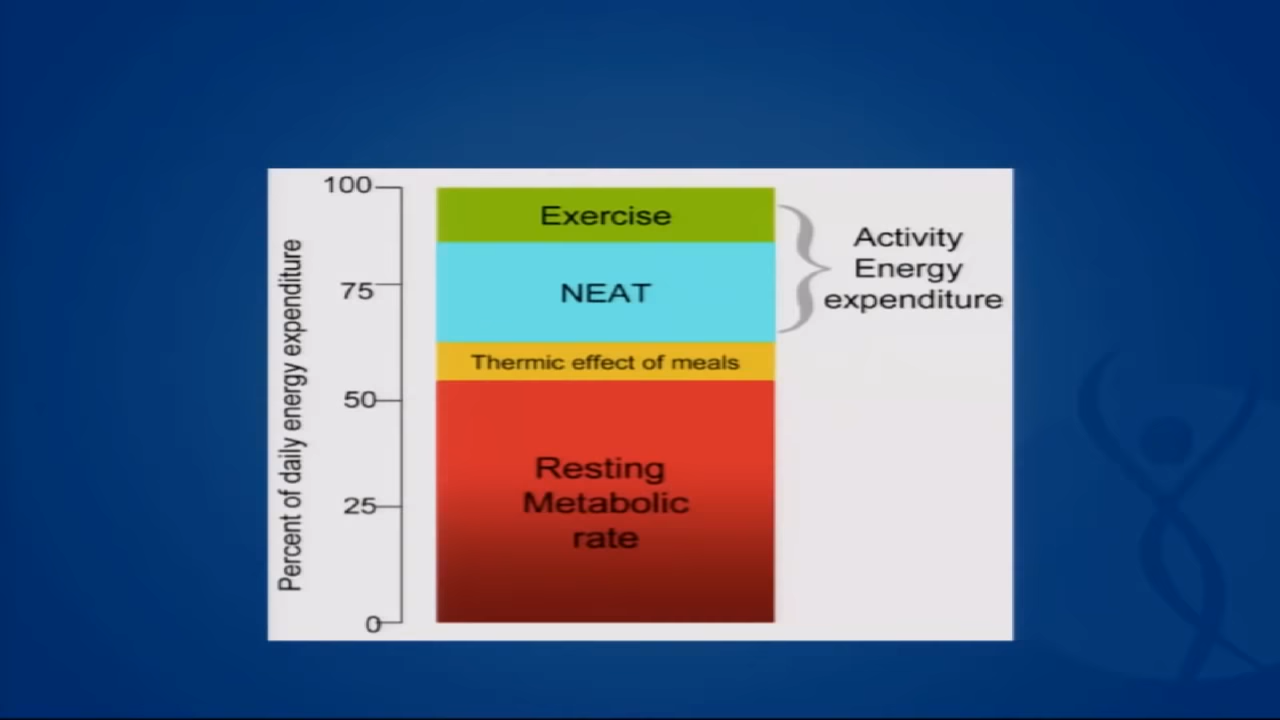 Percent of daily energy expenditure
100
75
50
25
0
Exercise
NEAT
Thermic effect of meals
Resting
Metabolic
rate
Activity
Energy
expenditure